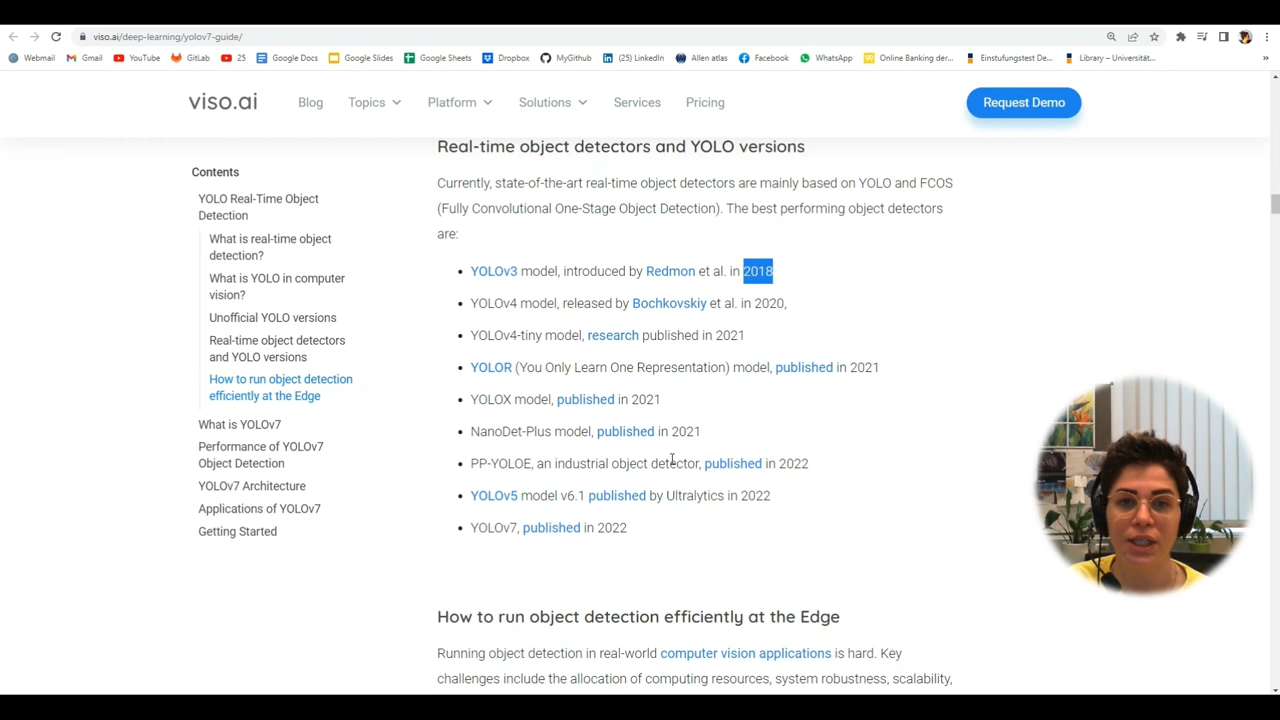 viso.ai/deep-learning/yolov7-guide/
Webmail Gmail YouTube GitLab 25 Google Docs Google Slides Google Sheets Dropbox MyGithub (25) LinkedIn Allen atlas Facebook WhatsApp Online Banking der... Einstufungstest De... Library – Universität...
viso.ai Blog Topics Platform Solutions Services Pricing Request Demo
Contents
YOLO Real-Time Object
Detection
What is real-time object
detection?
What is YOLO in computer
vision?
Unofficial YOLO versions
Real-time object detectors
and YOLO versions
How to run object detection
efficiently at the Edge
What is YOLOv7?
Performance of YOLOv7
Object Detection
YOLOv7 Architecture
Applications of YOLOv7
Getting Started
Real-time object detectors and YOLO versions
Currently, state-of-the-art real-time object detectors are mainly based on YOLO and FCOS
(Fully Convolutional One-Stage Object Detection). The best performing object detectors
are:
• YOLOv3 model, introduced by Redmon et al. in 2018
• YOLOv4 model, released by Bochkovskiy et al. in 2020,
• YOLOv4-tiny model, research published in 2021
• YOLOR (You Only Learn One Representation) model, published in 2021
• YOLOX model, published in 2021
• NanoDet-Plus model, published in 2021
• PP-YOLOE, an industrial object detector, published in 2022
• YOLOv5 model v6.1 published by Ultralytics in 2022
• YOLOv7, published in 2022
How to run object detection efficiently at the Edge
Running object detection in real-world computer vision applications is hard. Key
challenges include the allocation of computing resources, system robustness, scalability,